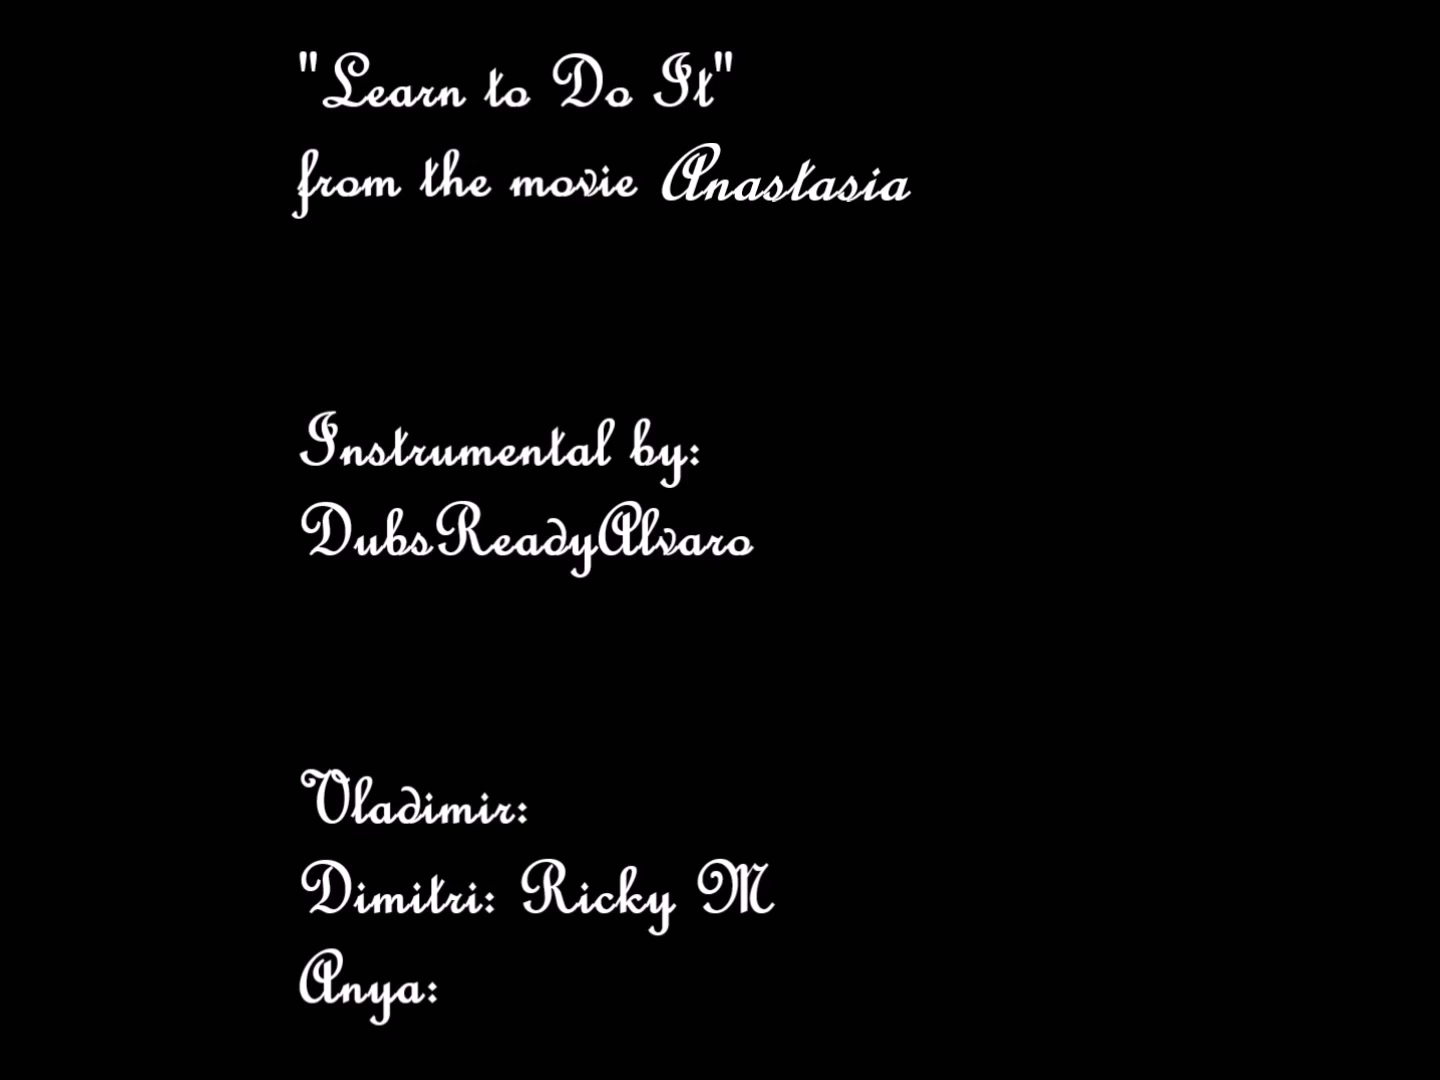 "Learn to Do It"
from the movie Anastasia
Instrumental by:
DubsReadyAlvaro
Vladimir:
Dimitri: Ricky M
Anya: